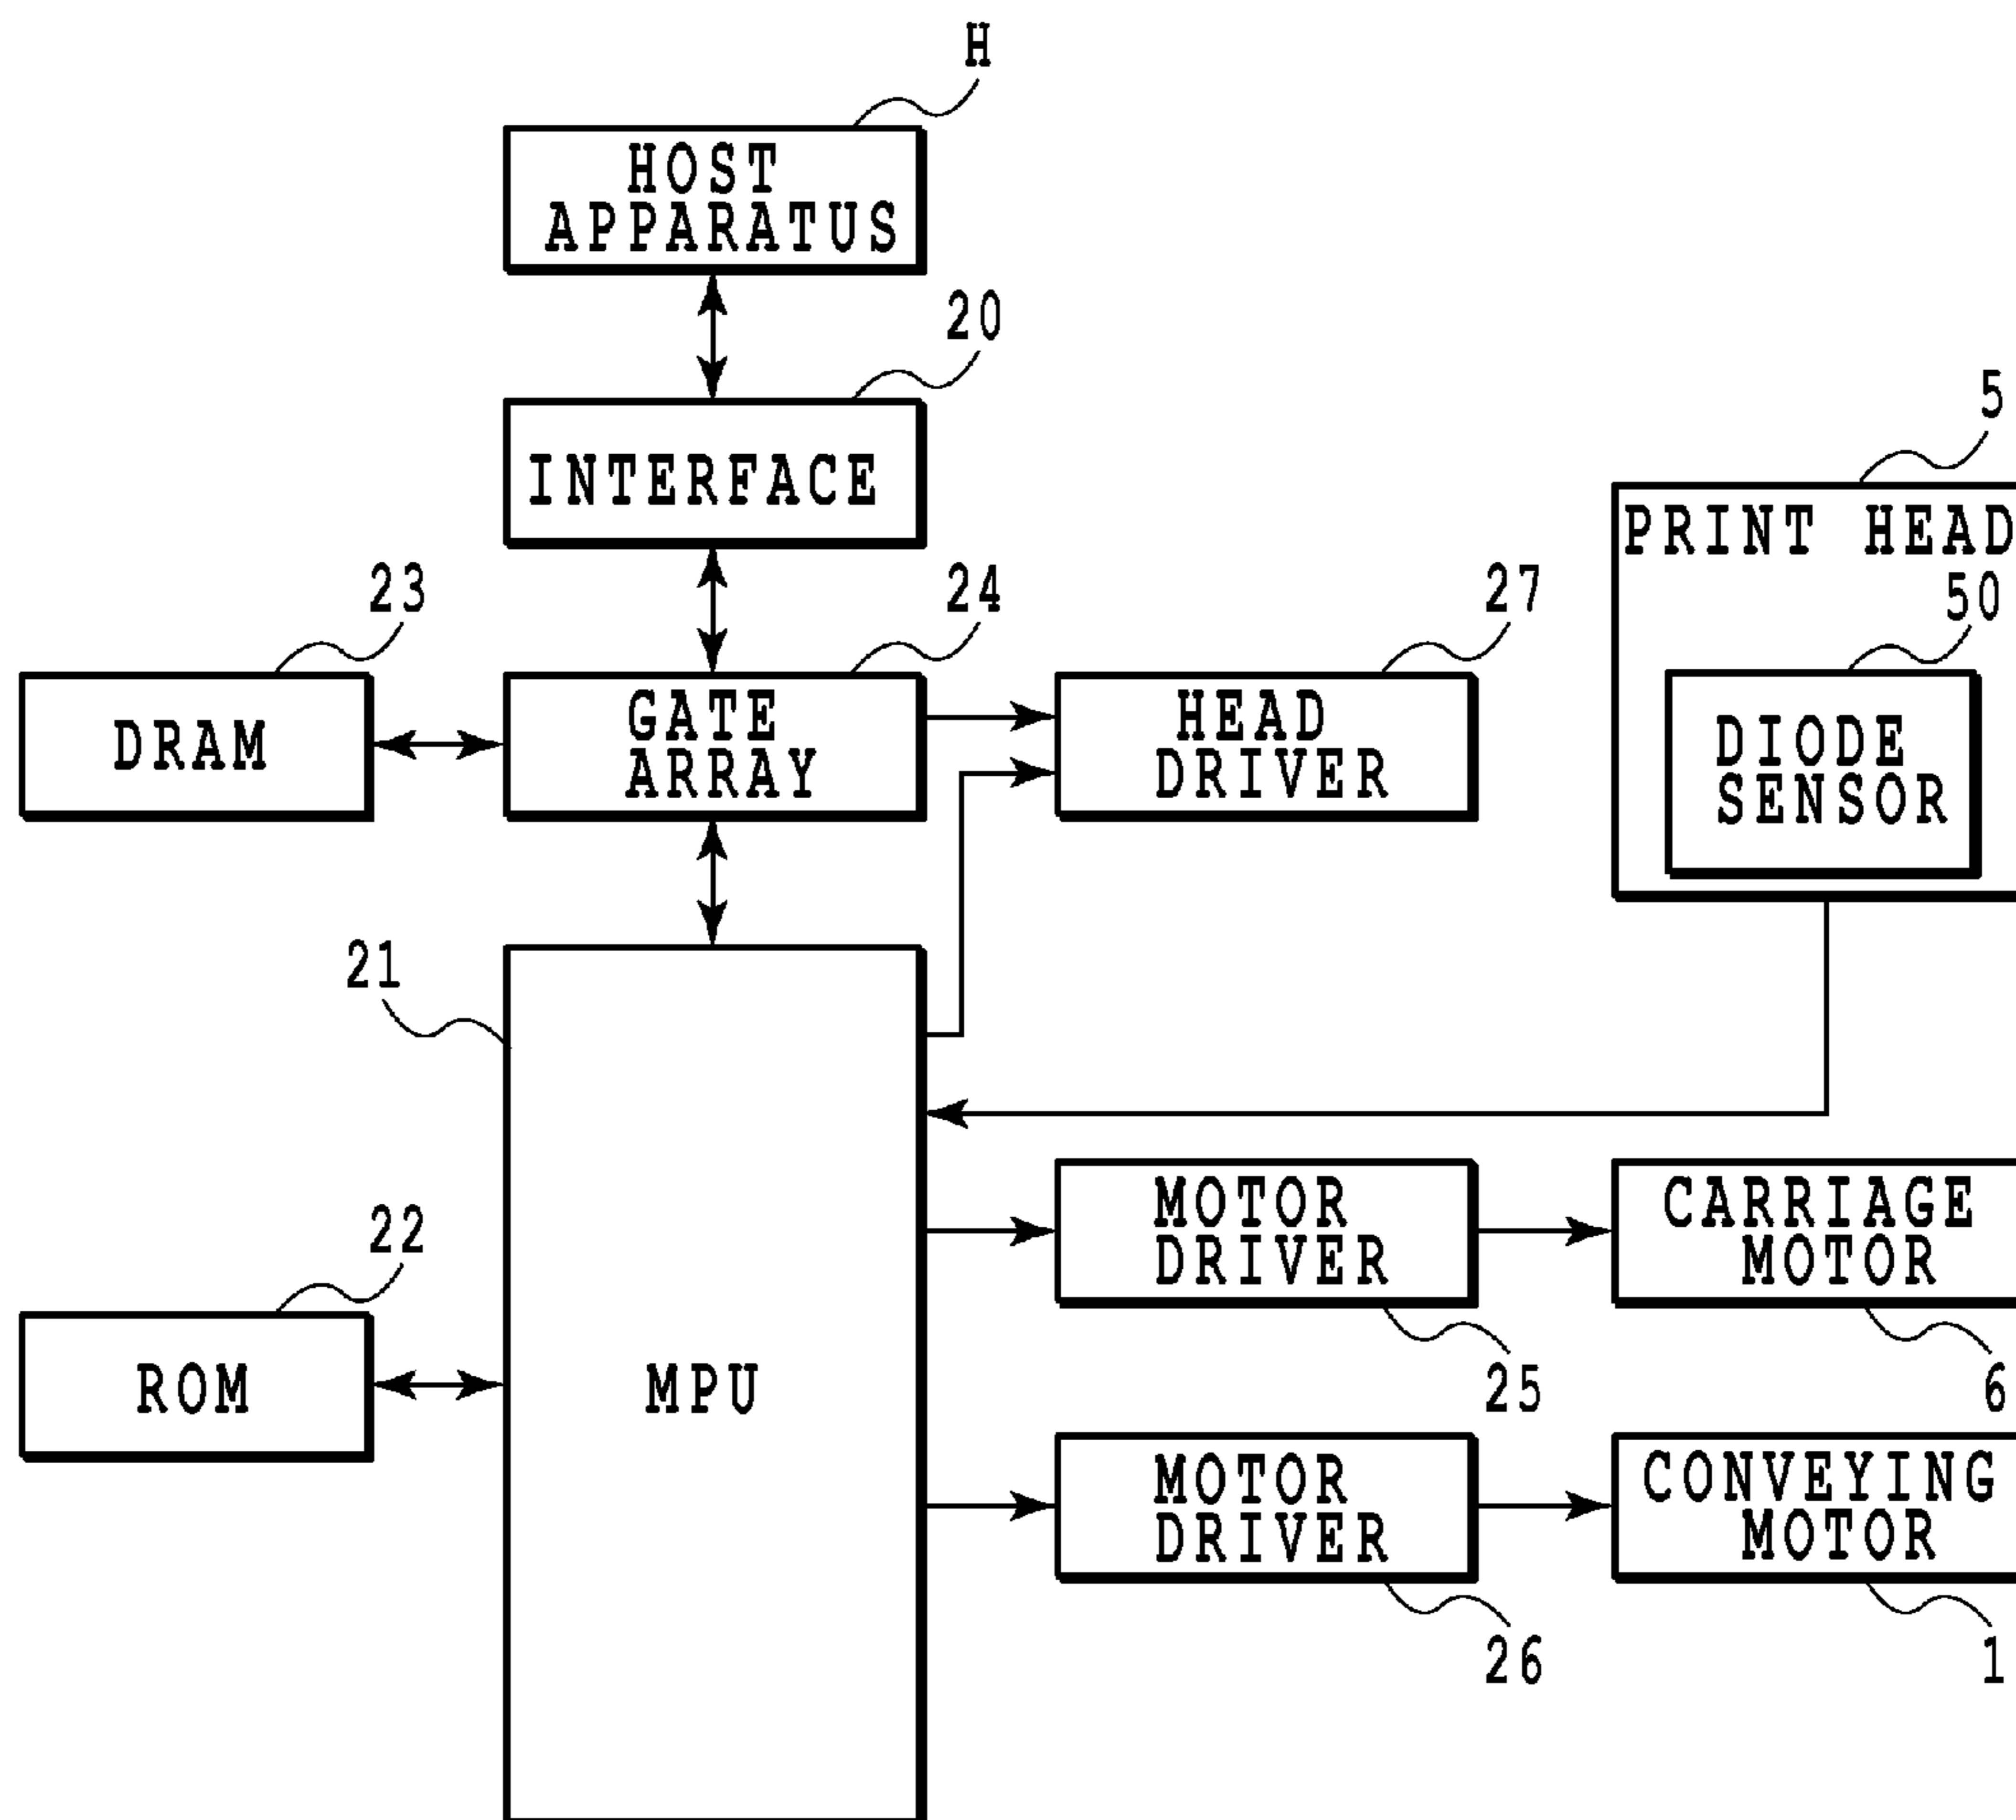 H
HOST
APPARATUS
20
INTERFACE
5
PRINT HEAD
50
DIODE
SENSOR
23
DRAM
24
GATE
ARRAY
27
HEAD
DRIVER
21
MPU
22
ROM
MOTOR
DRIVER
25
CARRIAGE
MOTOR
6
MOTOR
DRIVER
26
CONVEYING
MOTOR
1